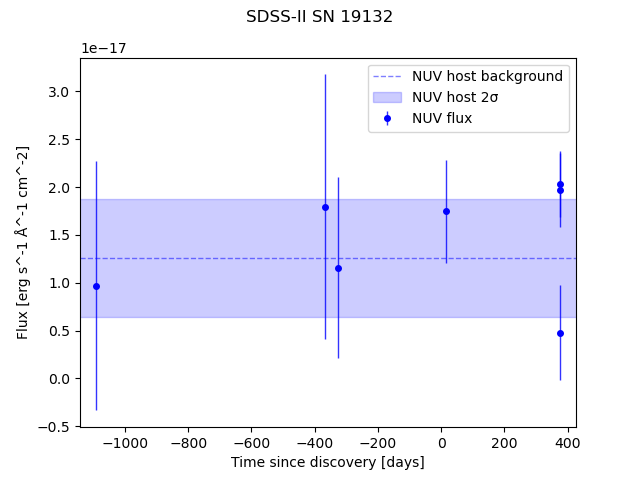 SDSS-II SN 19132
1e−17
NUV host background
NUV host 2σ
NUV flux
3.0
2.5
2.0
1.5
1.0
0.5
0.0
−0.5
Flux [erg s^-1 Å^-1 cm^-2]
−1000 −800 −600 −400 −200 0 200 400
Time since discovery [days]